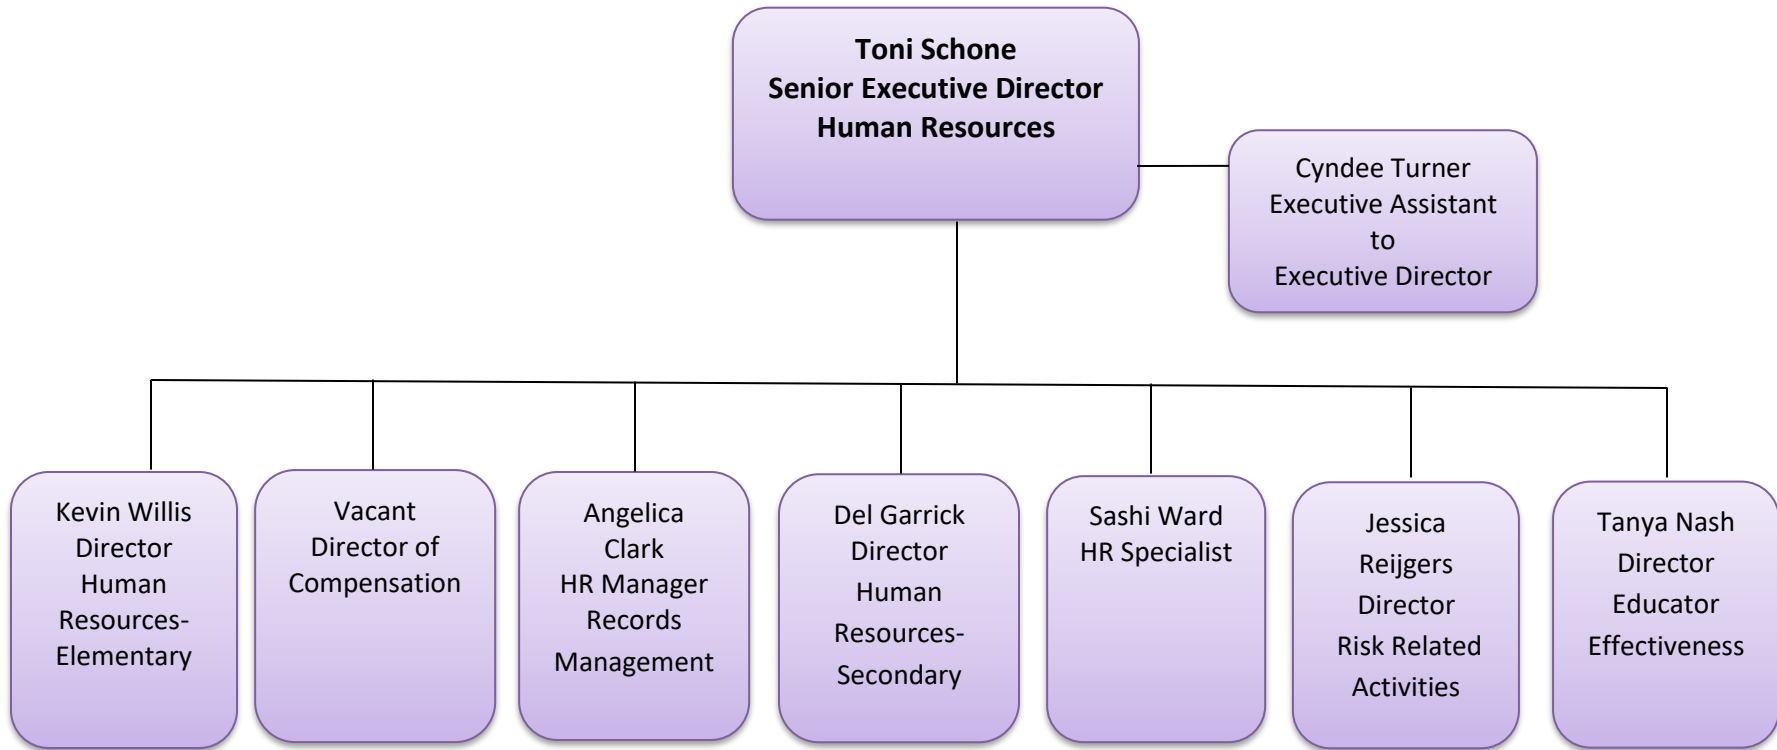 Toni Schone
Senior Executive Director
Human Resources
Cyndee Turner
Executive Assistant
to
Executive Director
Kevin Willis
Director
Human
Resources-
Elementary
Vacant
Director of
Compensation
Angelica
Clark
HR Manager
Records
Management
Del Garrick
Director
Human
Resources-
Secondary
Sashi Ward
HR Specialist
Jessica
Reijgers
Director
Risk Related
Activities
Tanya Nash
Director
Educator
Effectiveness